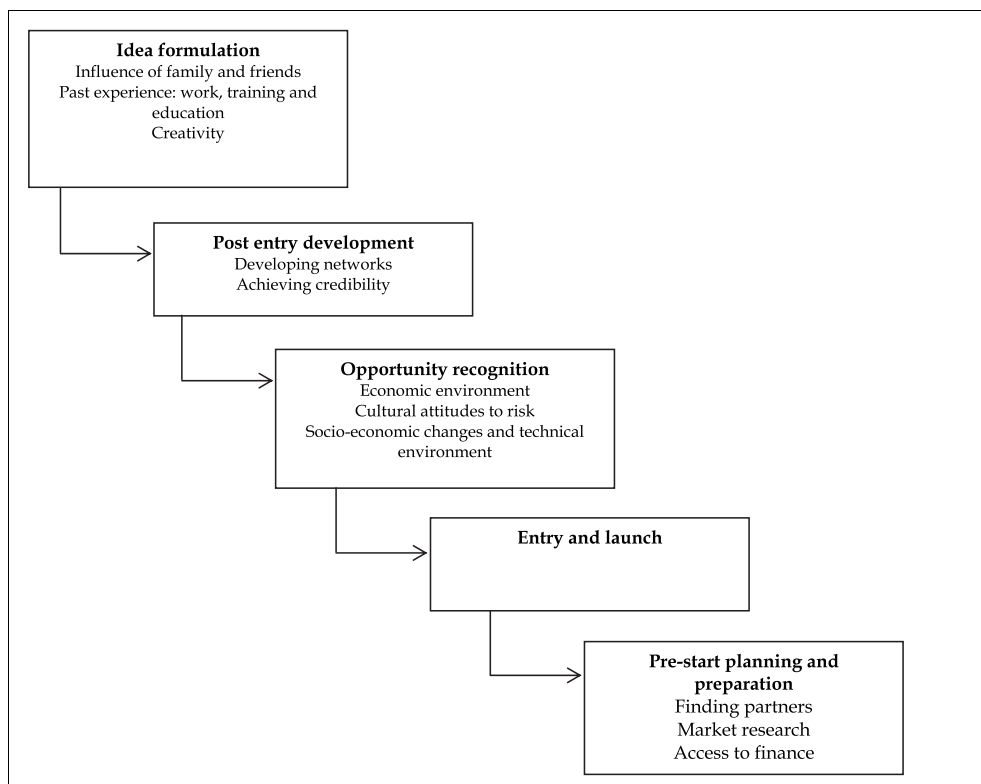 Idea formulation
Influence of family and friends
Past experience: work, training and
education
Creativity
Post entry development
Developing networks
Achieving credibility
Opportunity recognition
Economic environment
Cultural attitudes to risk
Socio-economic changes and technical
environment
Entry and launch
Pre-start planning and
preparation
Finding partners
Market research
Access to finance